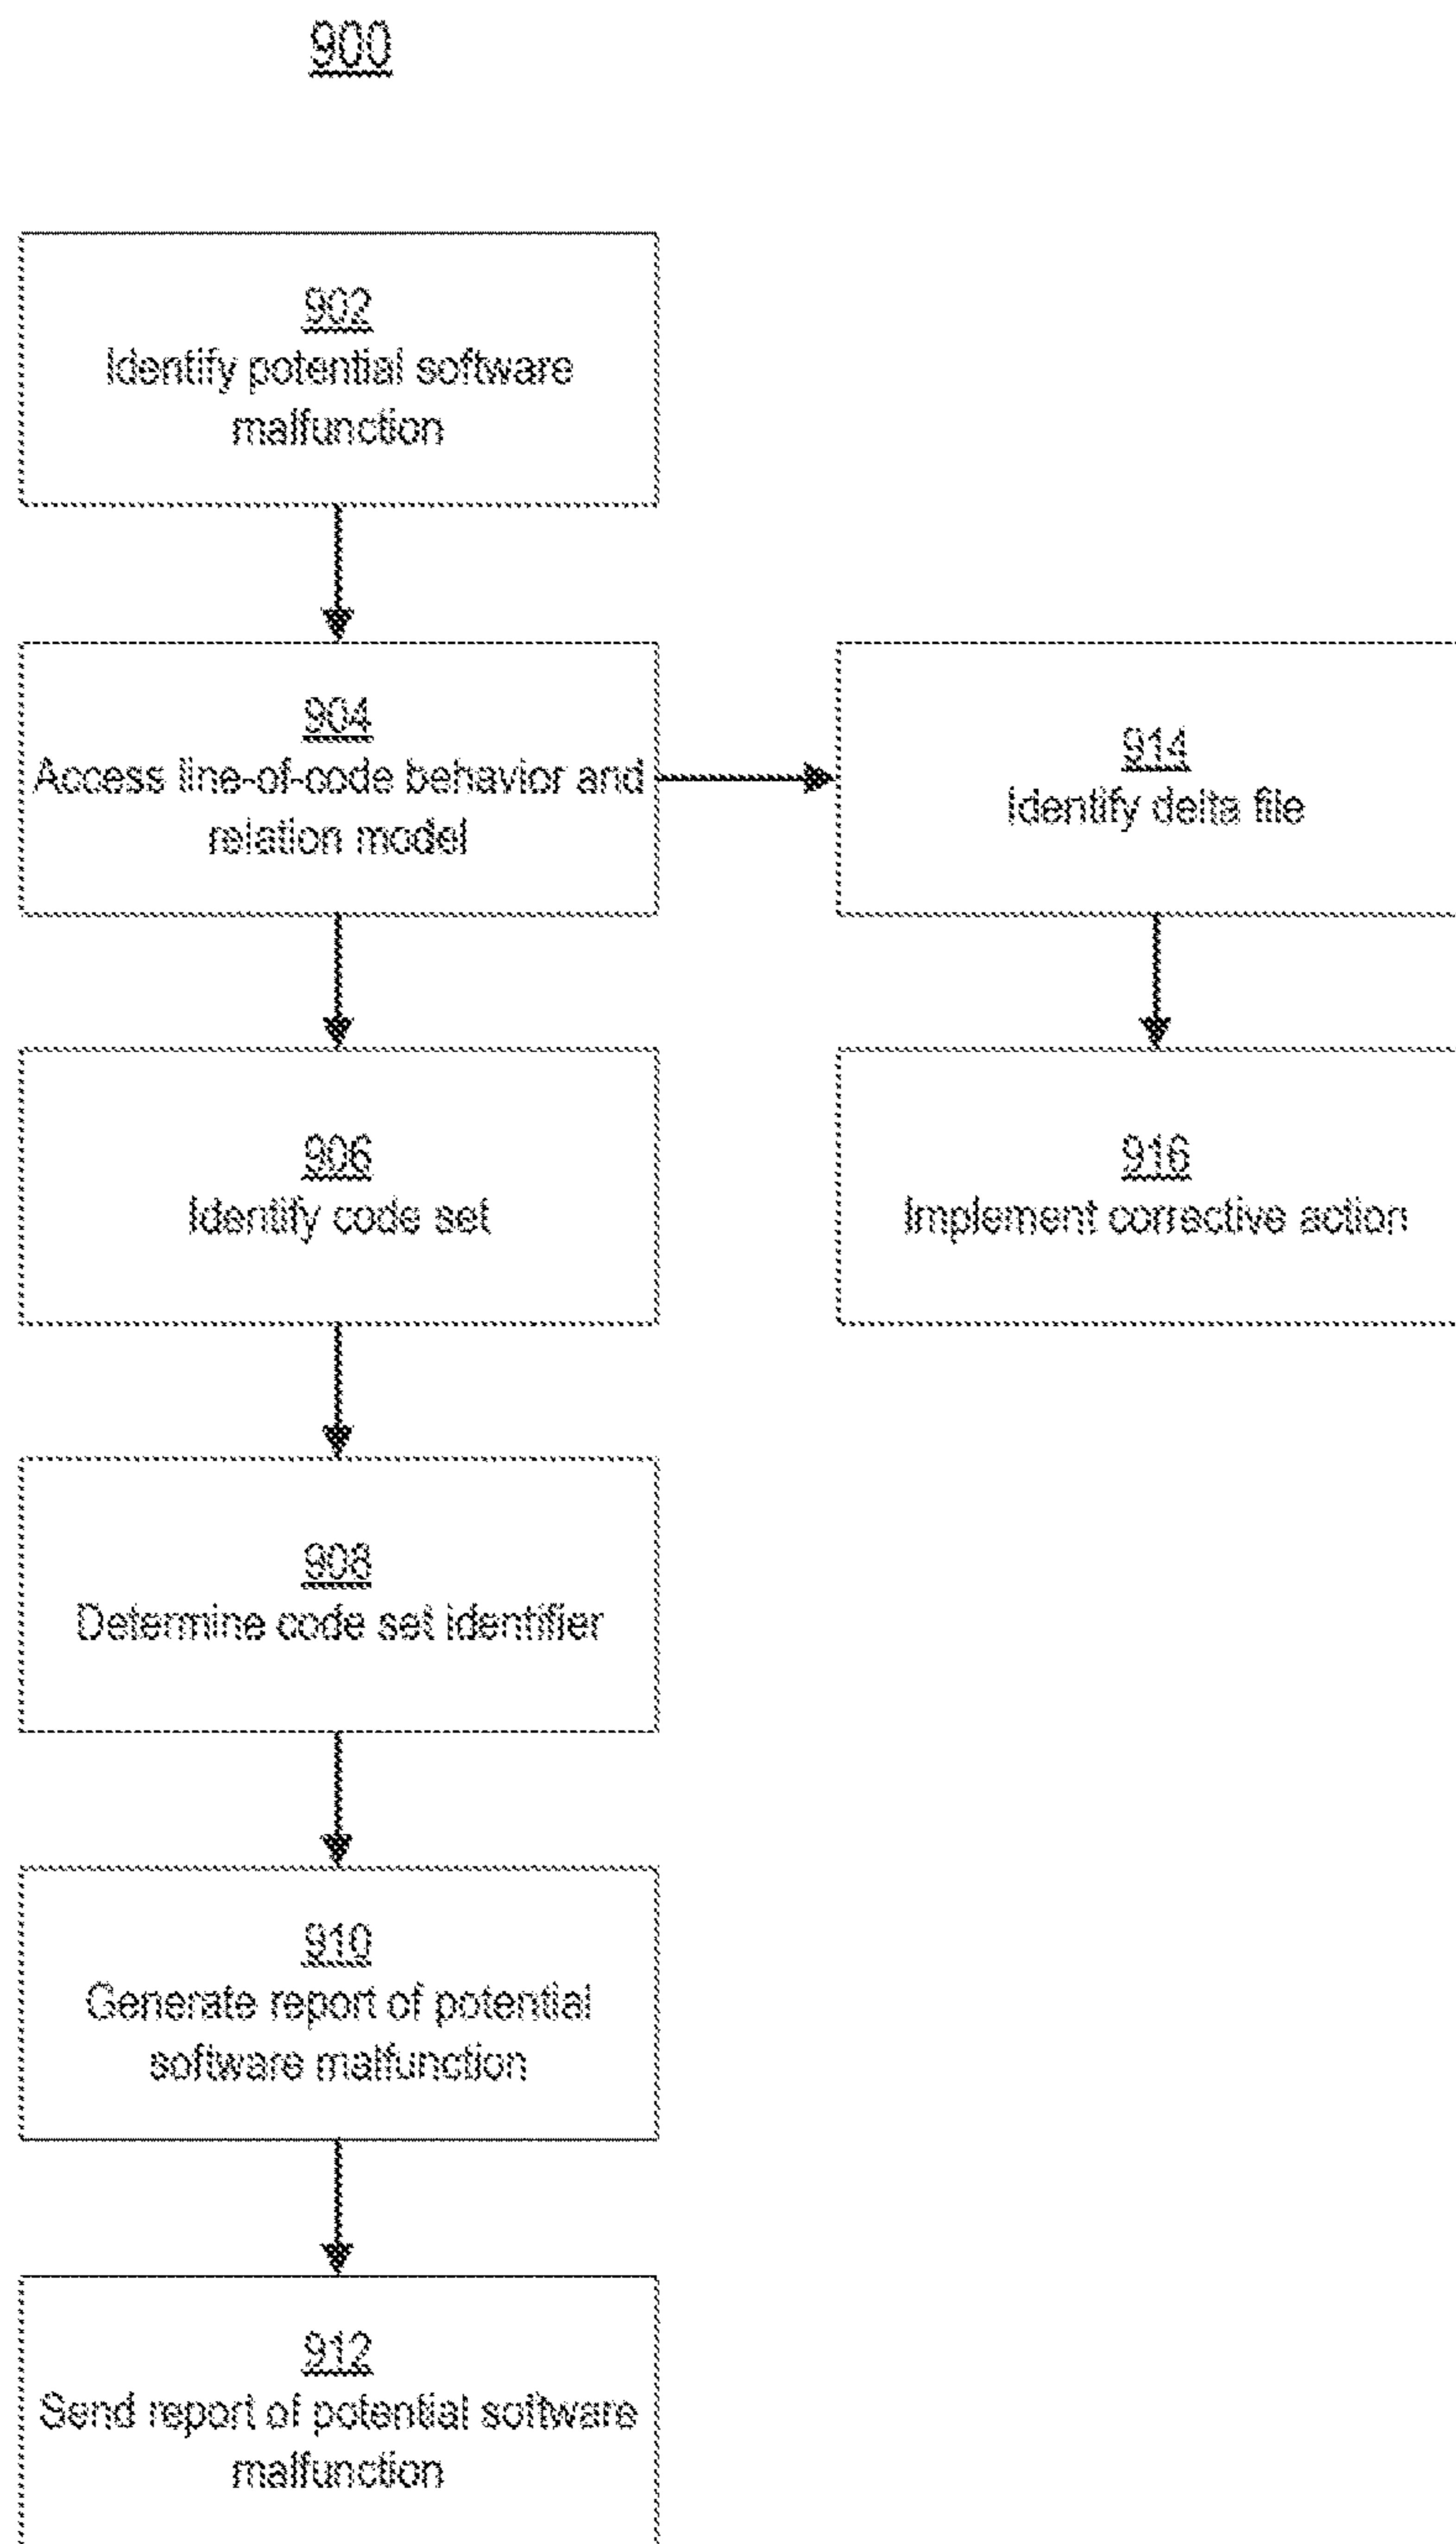 900
902
Identify potential software
malfunction
904
Access line-of-code behavior and
relation model
914
Identify delta file
906
Identify code set
916
Implement corrective action
908
Determine code set identifier
910
Generate report of potential
software malfunction
912
Send report of potential software
malfunction